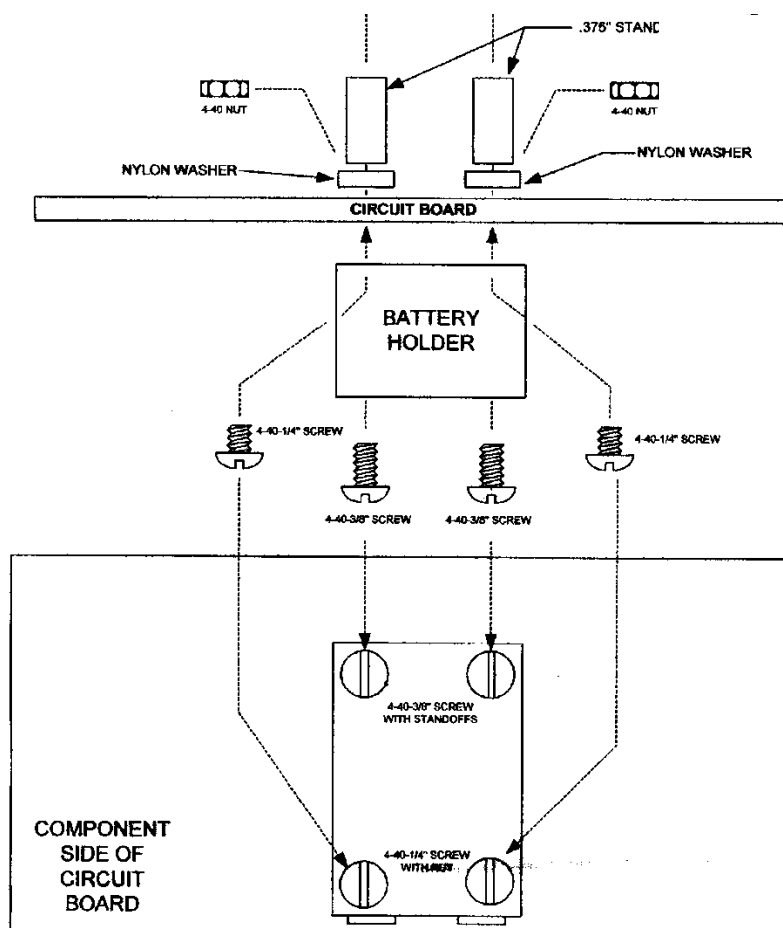 .375" STAND
4-40 NUT
4-40 NUT
NYLON WASHER
NYLON WASHER
CIRCUIT BOARD
BATTERY
HOLDER
4-40-1/4" SCREW
4-40-1/4" SCREW
4-40-3/8" SCREW
4-40-3/8" SCREW
4-40-3/8" SCREW
WITH STANDOFFS
4-40-1/4" SCREW
WITH NUT
COMPONENT
SIDE OF
CIRCUIT
BOARD